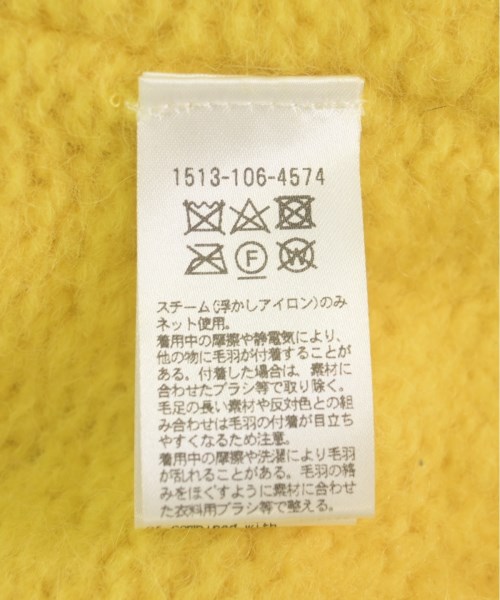 1513-106-4574
F W
スチーム(浮かしアイロン)のみ
ネット使用。
着用中の摩擦や静電気により、
他の物に毛羽が付着することが
ある。付着した場合は、素材に
合わせたブラシ等で取り除く。
毛足の長い素材や反対色との組
み合わせは毛羽の付着が目立ち
やすくなるため注意。
着用中の摩擦や洗濯により毛羽
が乱れることがある。毛羽の絡
みをほぐすように素材に合わせ
た衣料用ブラシ等で整える。
with